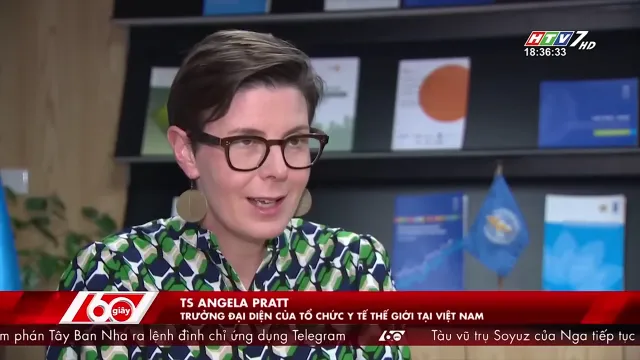 HTV7 HD
18:36:33
60 giây
TS ANGELA PRATT
TRƯỞNG ĐẠI DIỆN CỦA TỔ CHỨC Y TẾ THẾ GIỚI TẠI VIỆT NAM
m phán Tây Ban Nha ra lệnh đình chỉ ứng dụng Telegram 60 Tàu vũ trụ Soyuz của Nga tiếp tục